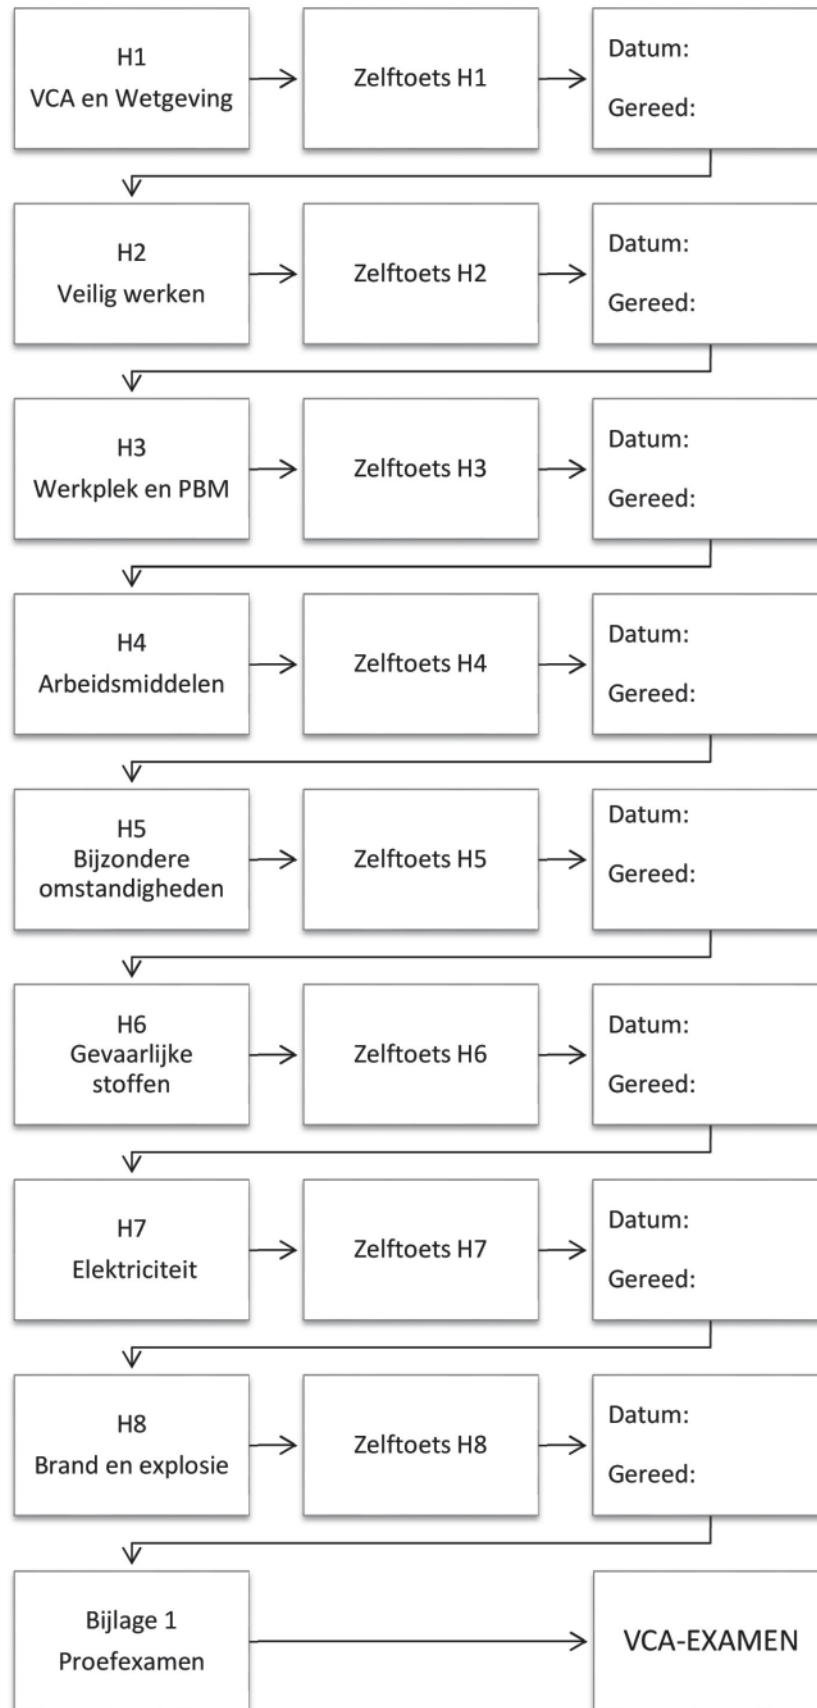 H1
VCA en Wetgeving
Zelftoets H1
Datum:
Gereed:
H2
Veilig werken
Zelftoets H2
Datum:
Gereed:
H3
Werkplek en PBM
Zelftoets H3
Datum:
Gereed:
H4
Arbeidsmiddelen
Zelftoets H4
Datum:
Gereed:
H5
Bijzondere
omstandigheden
Zelftoets H5
Datum:
Gereed:
H6
Gevaarlijke
stoffen
Zelftoets H6
Datum:
Gereed:
H7
Elektriciteit
Zelftoets H7
Datum:
Gereed:
H8
Brand en explosie
Zelftoets H8
Datum:
Gereed:
Bijlage 1
Proefexamen
VCA-EXAMEN